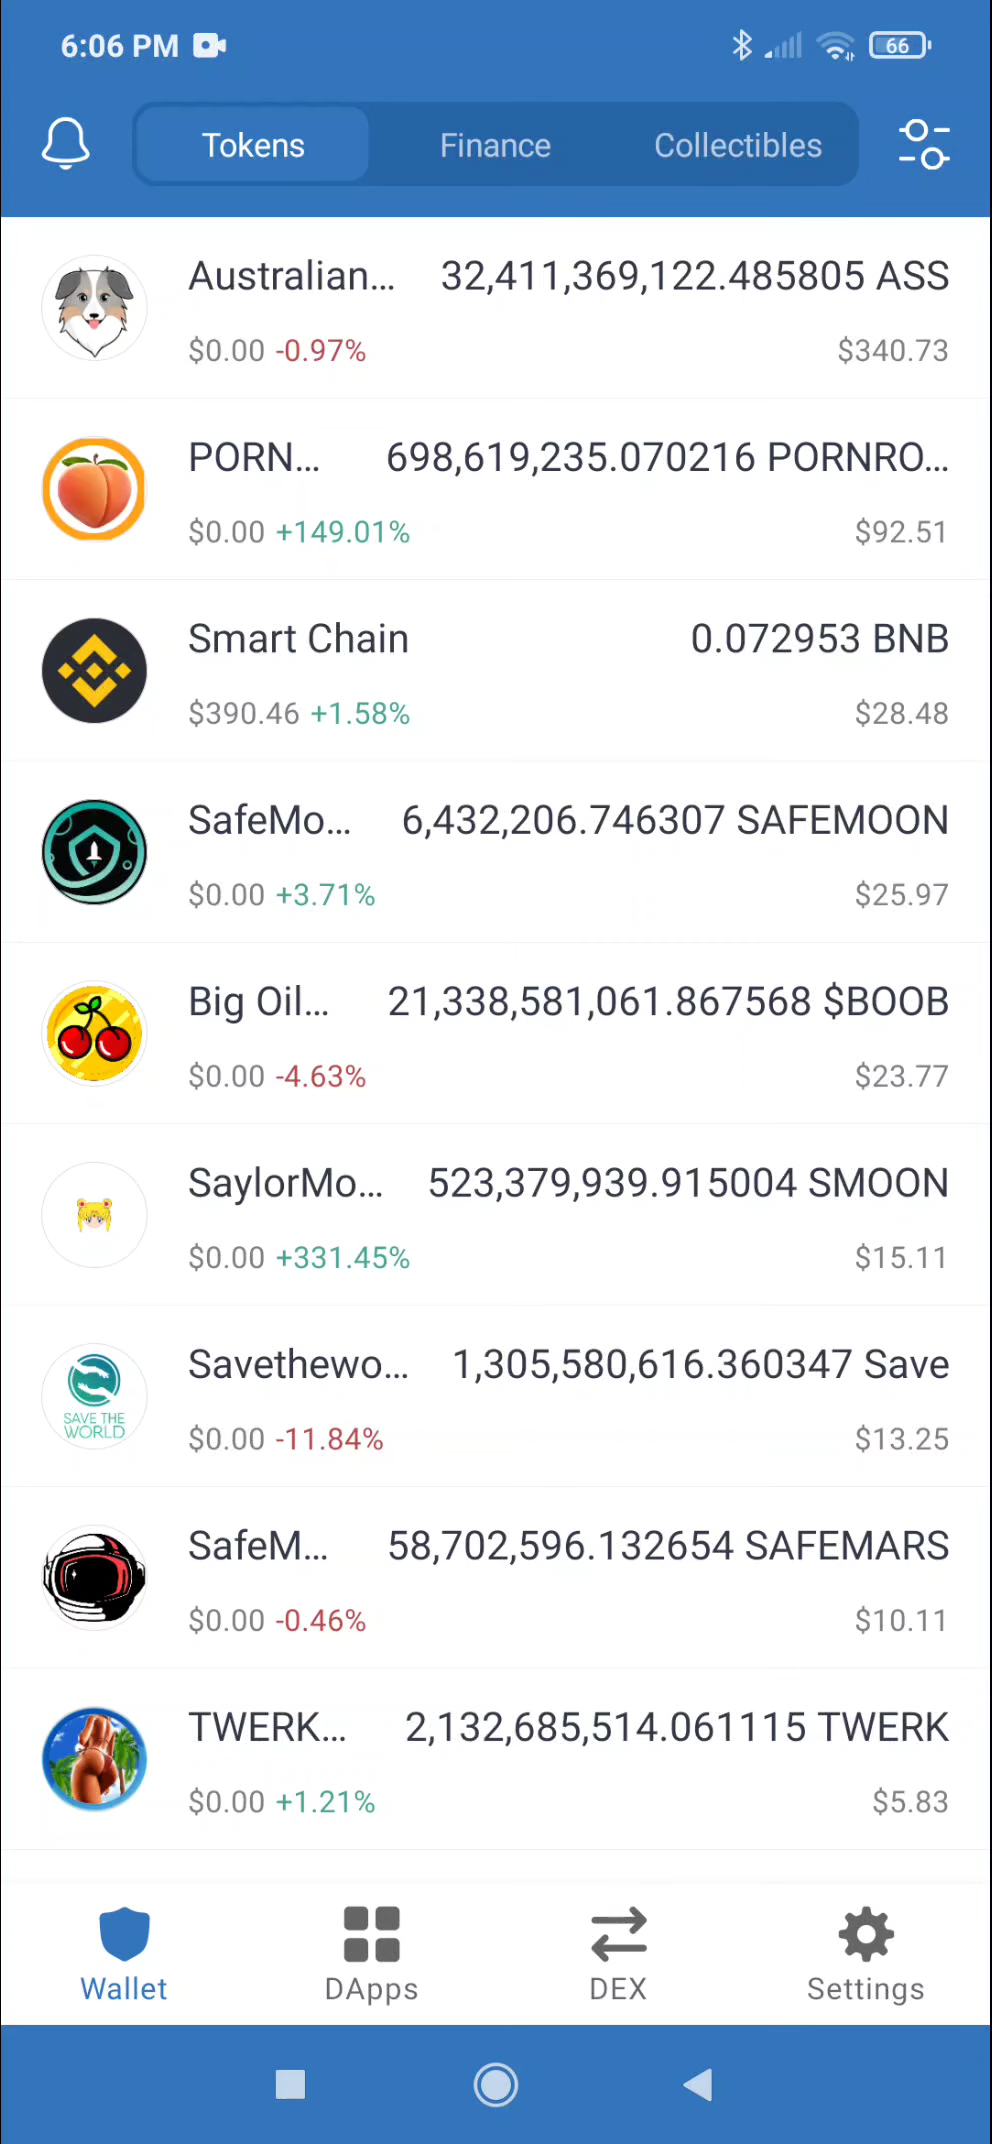 6:06 PM 66
Tokens Finance Collectibles
Australian... 32,411,369,122.485805 ASS
$0.00 -0.97% $340.73
PORN... 698,619,235.070216 PORNRO...
$0.00 +149.01% $92.51
Smart Chain 0.072953 BNB
$390.46 +1.58% $28.48
SafeMo... 6,432,206.746307 SAFEMOON
$0.00 +3.71% $25.97
Big Oil... 21,338,581,061.867568 $BOOB
$0.00 -4.63% $23.77
SaylorMo... 523,379,939.915004 SMOON
$0.00 +331.45% $15.11
Savethewo... 1,305,580,616.360347 Save
SAVE THE
WORLD
$0.00 -11.84% $13.25
SafeM... 58,702,596.132654 SAFEMARS
$0.00 -0.46% $10.11
TWERK... 2,132,685,514.061115 TWERK
$0.00 +1.21% $5.83
Wallet DApps DEX Settings